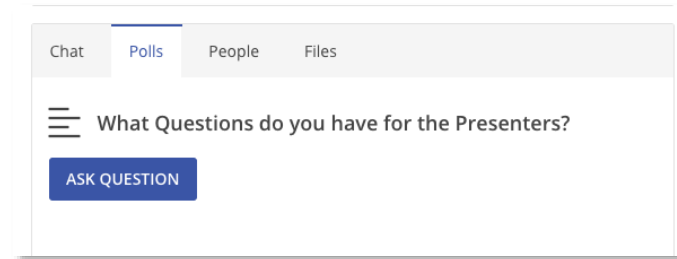 Chat Polls People Files
What Questions do you have for the Presenters?
ASK QUESTION